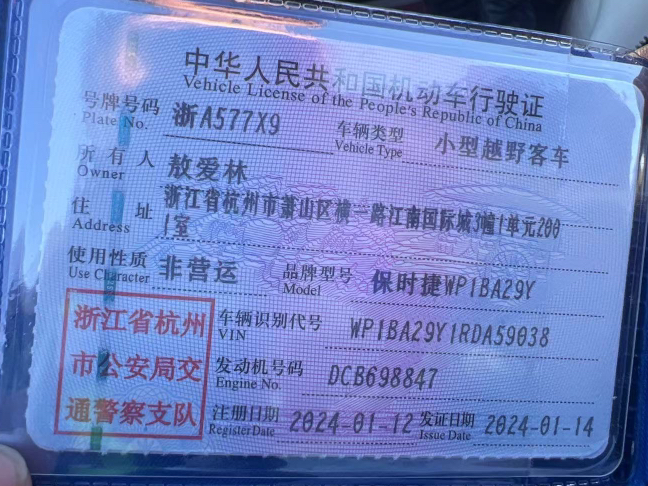 中华人民共和国机动车行驶证
Vehicle License of the People's Republic of China
号牌号码 浙A577X9 车辆类型 小型越野客车
Plate No. Vehicle Type
所有人 敖爱林
Owner
住址 浙江省杭州市萧山区横一路江南国际城3幢1单元200
Address 1室
使用性质 非营运 品牌型号 保时捷WP1BA29Y
Use Character Model
浙江省杭州
市公安局交
通警察支队
车辆识别代号 WP1BA29Y1RDA59038
VIN
发动机号码 DCB698847
Engine No.
注册日期 2024-01-12 发证日期 2024-01-14
Register Date Issue Date